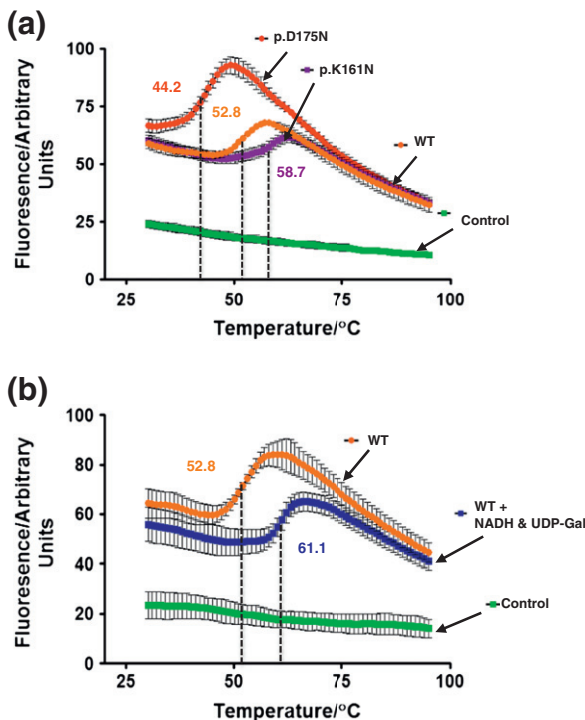 (a)
p.D175N
100
p.K161N
44.2
75
52.8
WT
50
58.7
Control
25
0
25 50 75 100
Fluoresence/Arbitrary
Units
Temperature/°C
(b)
100
WT
52.8
80
60
WT +
NADH & UDP-Gal
61.1
40
Control
20
0
25 50 75 100
Fluoresence/Arbitrary
Units
Temperature/°C